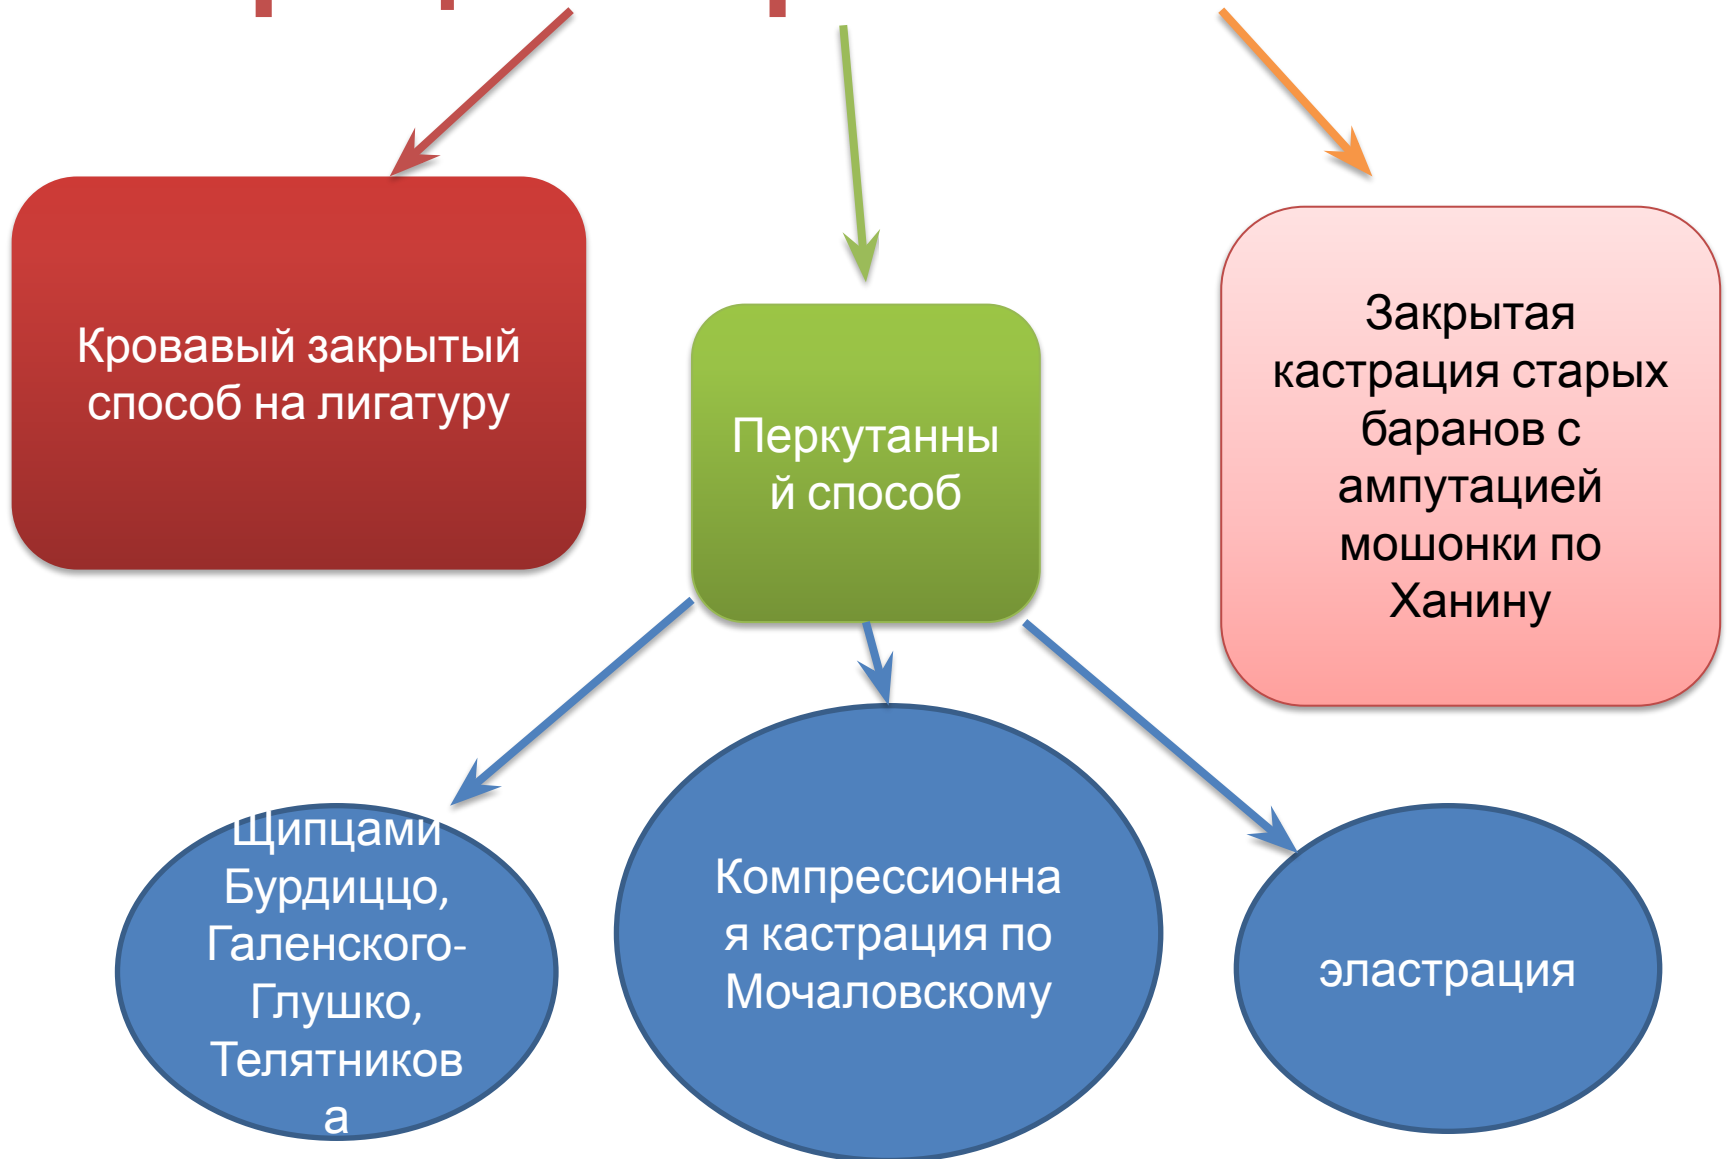 Кровавый закрытый
способ на лигатуру
Перкутанны
й способ
Закрытая
кастрация старых
баранов с
ампутацией
мошонки по
Ханину
Щипцами
Бурдиццо,
Галенского-
Глушко,
Телятников
а
Компрессионна
я кастрация по
Мочаловскому
эластрация